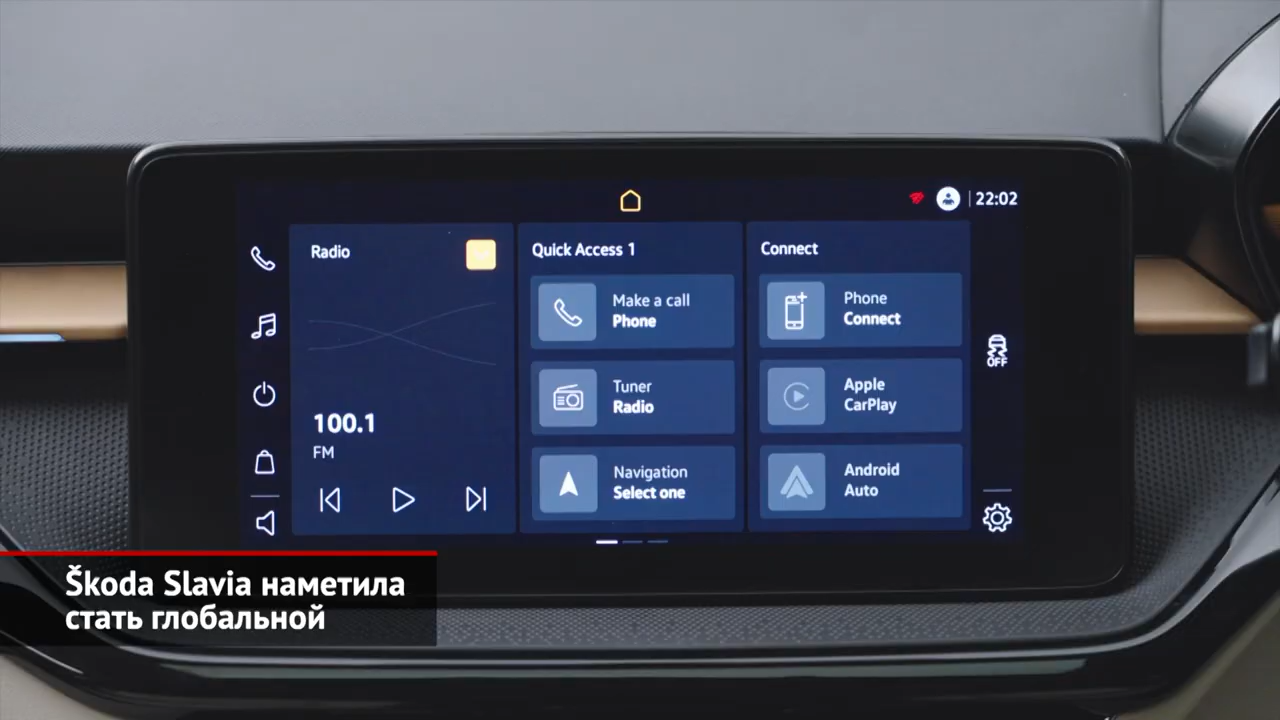 22:02
Radio
100.1
FM
Quick Access 1
Make a call
Phone
Tuner
Radio
Navigation
Select one
Connect
Phone
Connect
Apple
CarPlay
Android
Auto
OFF
Škoda Slavia наметила
стать глобальной